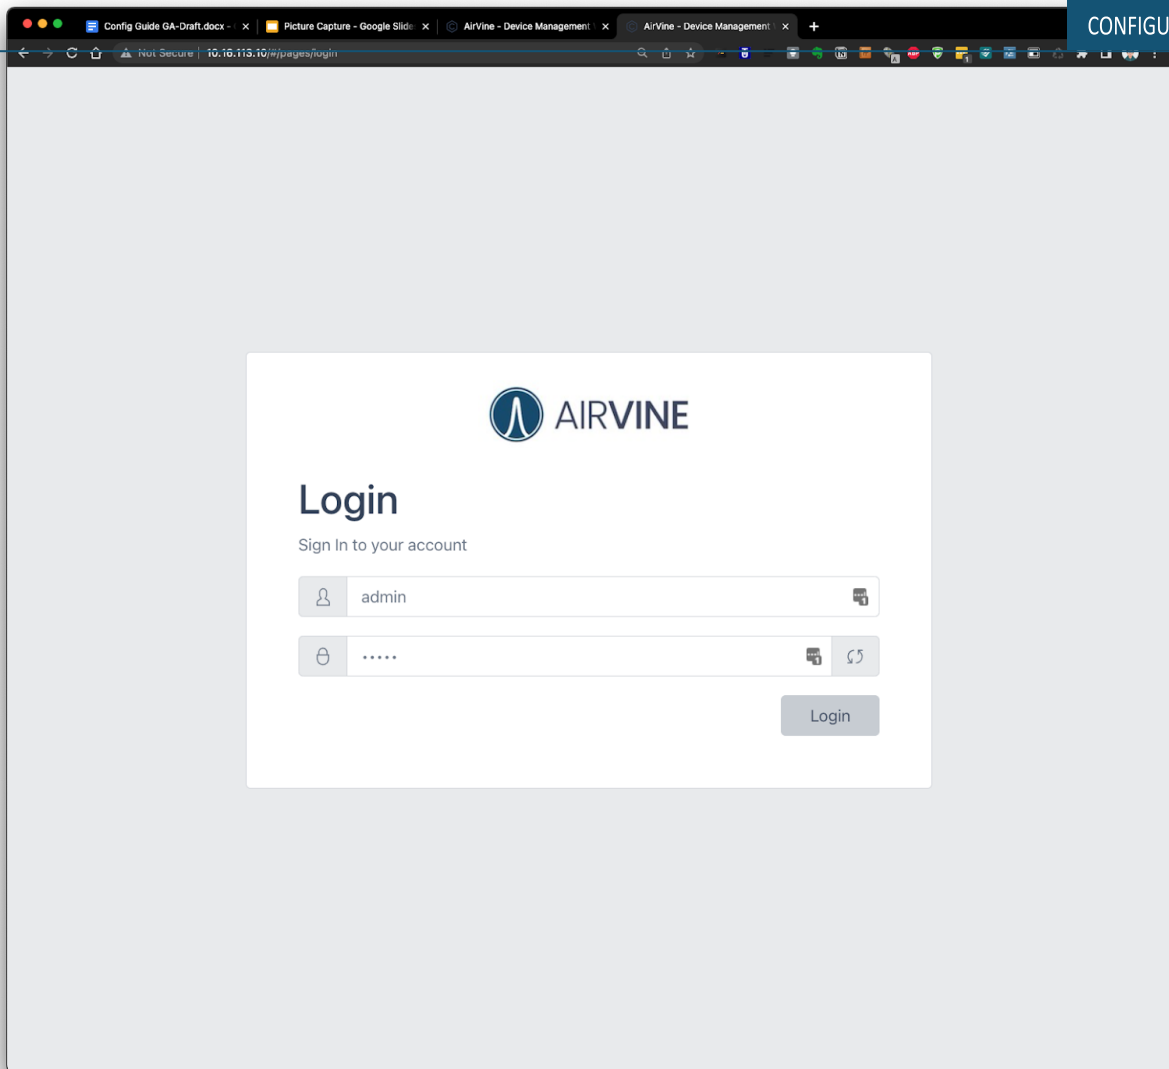 CONFIGU
Config Guide GA-Draft.docx -
Picture Capture - Google Slide
AirVine - Device Management
AirVine - Device Management
Not Secure | 10.16.113.10/#/pages/login
AIRVINE
Login
Sign In to your account
admin
•••••
Login